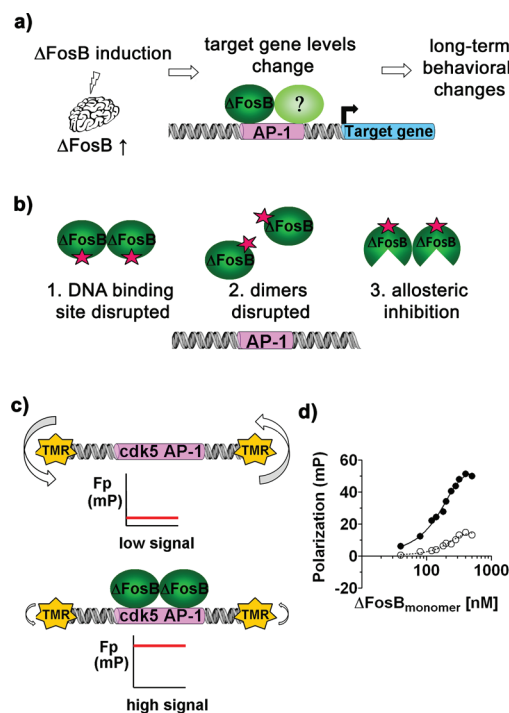 a)
ΔFosB induction
ΔFosB ↑
target gene levels
change
long-term
behavioral
changes
ΔFosB ?
AP-1 Target gene
b)
ΔFosB ΔFosB
1. DNA binding
site disrupted
ΔFosB
ΔFosB
2. dimers
disrupted
ΔFosB ΔFosB
3. allosteric
inhibition
AP-1
c)
TMR cdk5 AP-1 TMR
Fp
(mP)
low signal
ΔFosB ΔFosB
TMR cdk5 AP-1 TMR
Fp
(mP)
high signal
d)
Polarization (mP)
60
40
20
0
-20
100 1000
ΔFosBmonomer [nM]